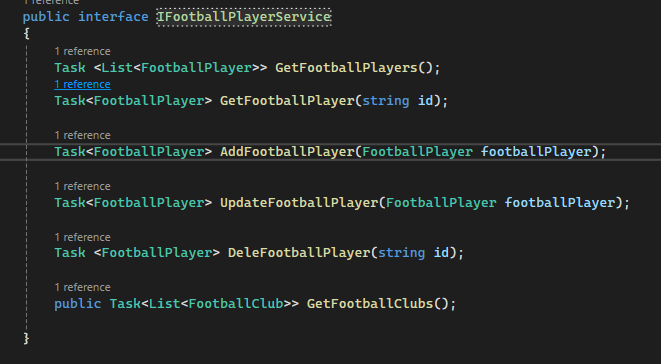 1 reference
public interface IFootballPlayerService
{
1 reference
Task <List<FootballPlayer>> GetFootballPlayers();
1 reference
Task<FootballPlayer> GetFootballPlayer(string id);
1 reference
Task<FootballPlayer> AddFootballPlayer(FootballPlayer footballPlayer);
1 reference
Task<FootballPlayer> UpdateFootballPlayer(FootballPlayer footballPlayer);
1 reference
Task <FootballPlayer> DeleFootballPlayer(string id);
1 reference
public Task<List<FootballClub>> GetFootballClubs();
}